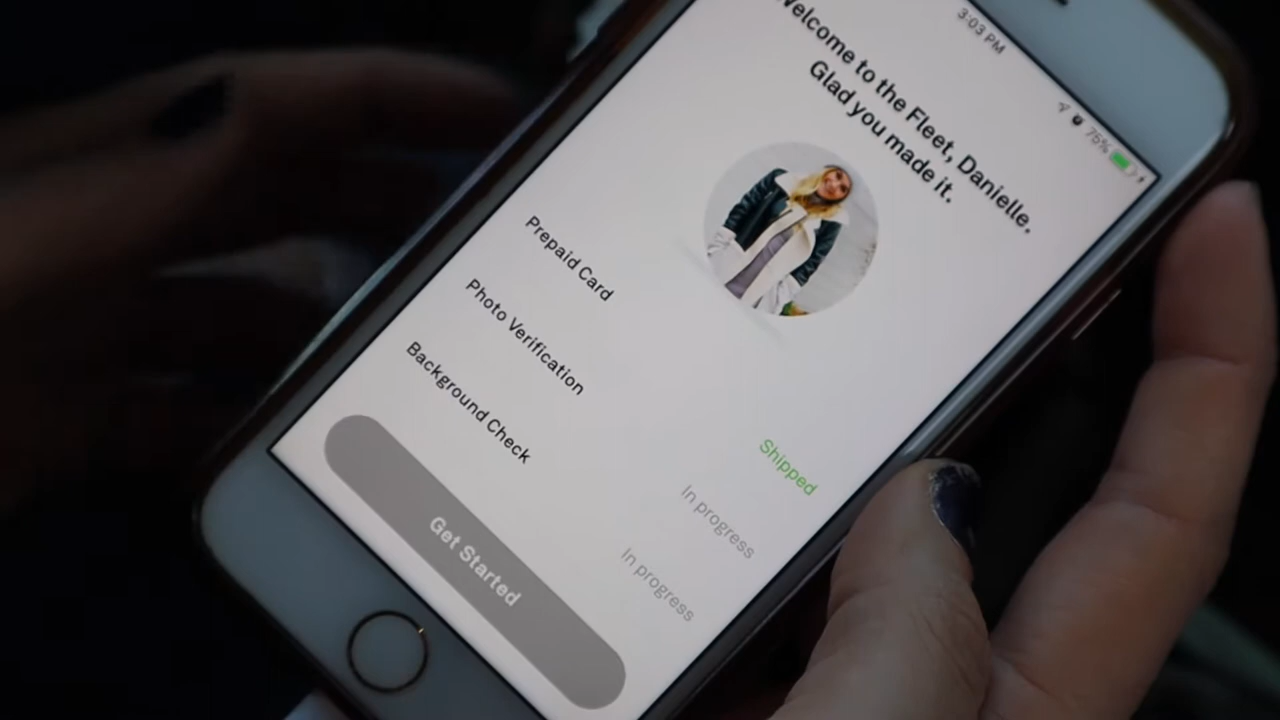 3:03 PM
75%
Welcome to the Fleet, Danielle.
Glad you made it.
Prepaid Card Shipped
Photo Verification In progress
Background Check In progress
Get Started